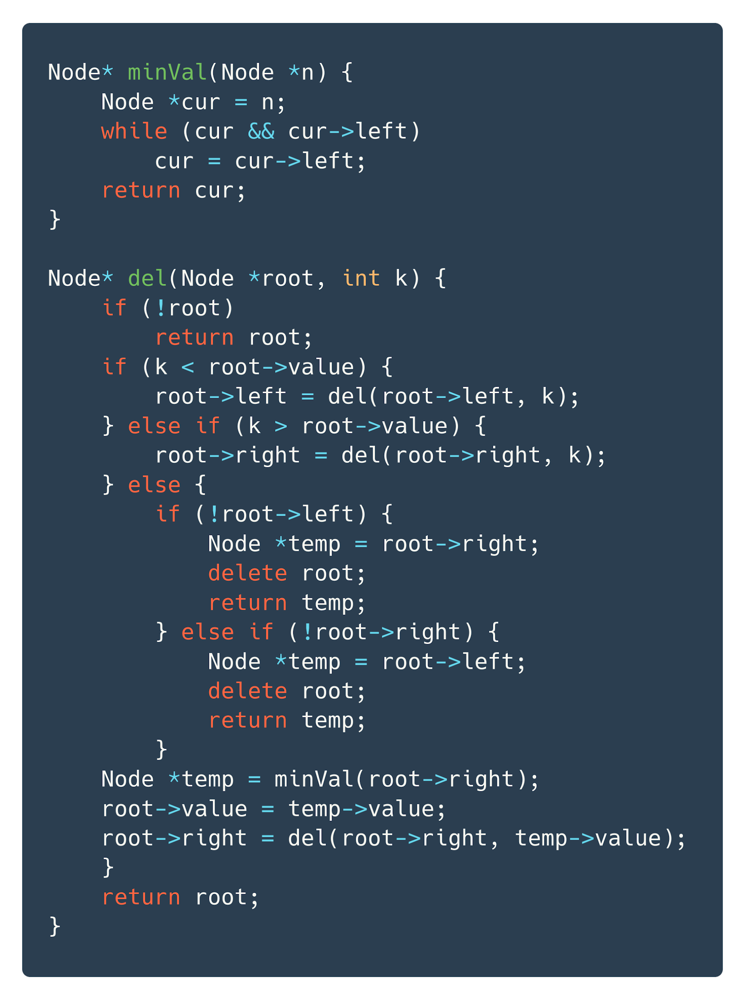 Node* minVal(Node *n) {
    Node *cur = n;
    while (cur && cur->left)
        cur = cur->left;
    return cur;
}

Node* del(Node *root, int k) {
    if (!root)
        return root;
    if (k < root->value) {
        root->left = del(root->left, k);
    } else if (k > root->value) {
        root->right = del(root->right, k);
    } else {
        if (!root->left) {
            Node *temp = root->right;
            delete root;
            return temp;
        } else if (!root->right) {
            Node *temp = root->left;
            delete root;
            return temp;
        }
    Node *temp = minVal(root->right);
    root->value = temp->value;
    root->right = del(root->right, temp->value);
    }
    return root;
}